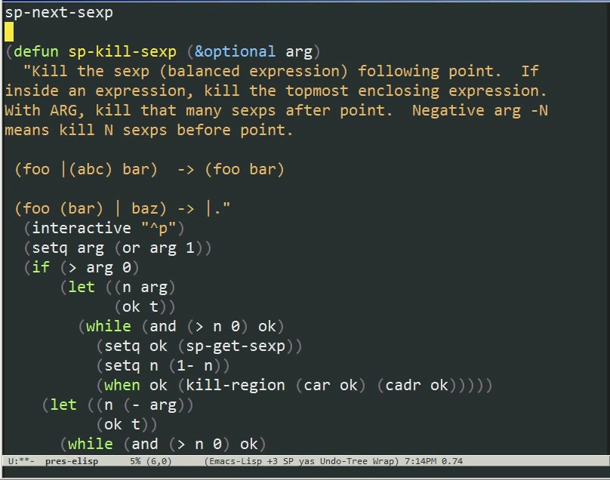 sp-next-sexp
(defun sp-kill-sexp (&optional arg)
"Kill the sexp (balanced expression) following point.  If
inside an expression, kill the topmost enclosing expression.
With ARG, kill that many sexps after point.  Negative arg -N
means kill N sexps before point.
(foo |(abc) bar)  -> (foo bar)
(foo (bar) | baz) -> |."
(interactive "^p")
(setq arg (or arg 1))
(if (> arg 0)
(let ((n arg)
(ok t))
(while (and (> n 0) ok)
(setq ok (sp-get-sexp))
(setq n (1- n))
(when ok (kill-region (car ok) (cadr ok)))))
(let ((n (- arg))
(ok t))
(while (and (> n 0) ok)
U:**-  pres-elisp      5% (6,0)      (Emacs-Lisp +3 SP yas Undo-Tree Wrap) 7:14PM 0.74